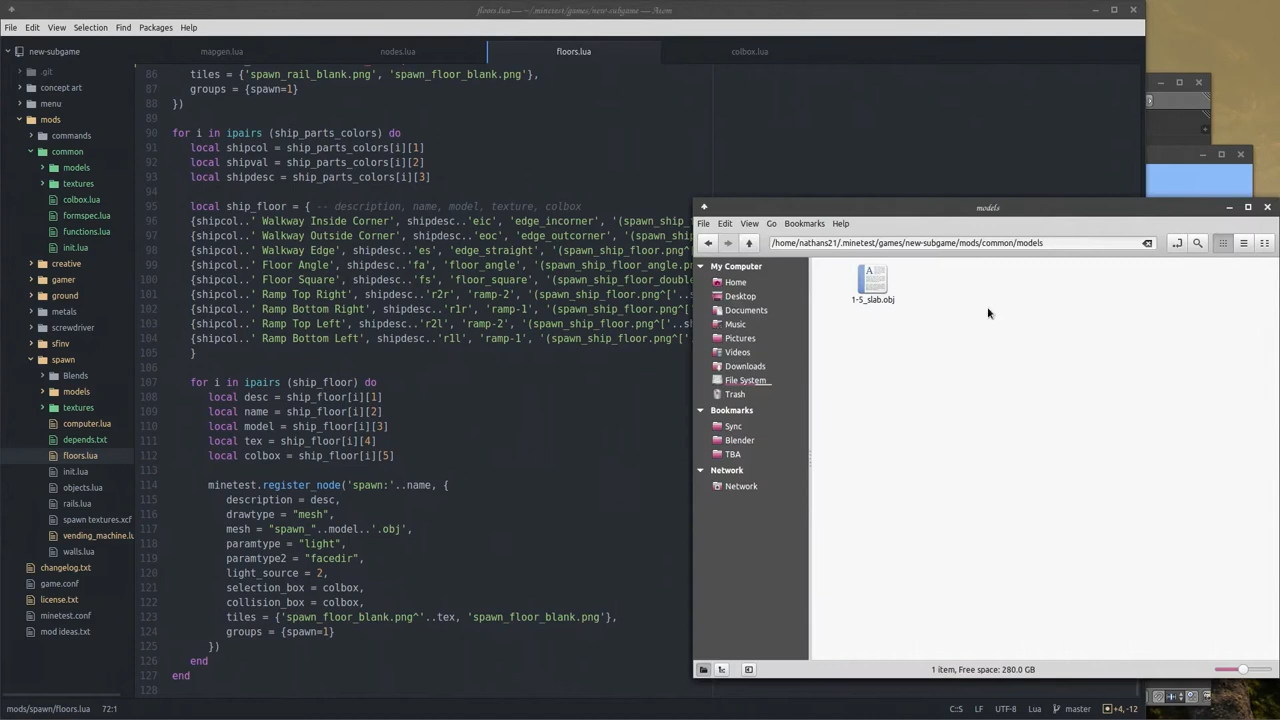 floors.lua — ~/.minetest/games/new-subgame — Atom
File Edit View Selection Find Packages Help
new-subgame
mapgen.lua nodes.lua floors.lua colbox.lua
.git
concept art
menu
mods
commands
common
models
textures
colbox.lua
formspec.lua
functions.lua
init.lua
creative
gamer
ground
metals
screwdriver
sfinv
spawn
Blends
models
textures
computer.lua
depends.txt
floors.lua
init.lua
objects.lua
rails.lua
spawn textures.xcf
vending_machine.lu
walls.lua
changelog.txt
game.conf
license.txt
minetest.conf
mod ideas.txt
86 tiles = {'spawn_rail_blank.png', 'spawn_floor_blank.png'},
87 groups = {spawn=1}
88 })
89
90 for i in ipairs (ship_parts_colors) do
91 local shipcol = ship_parts_colors[i][1]
92 local shipval = ship_parts_colors[i][2]
93 local shipdesc = ship_parts_colors[i][3]
94
95 local ship_floor = { -- description, name, model, texture, colbox
96 {shipcol..' Walkway Inside Corner', shipdesc..'eic', 'edge_incorner', '(spawn_ship_
97 {shipcol..' Walkway Outside Corner', shipdesc..'eoc', 'edge_outcorner', '(spawn_shi
98 {shipcol..' Walkway Edge', shipdesc..'es', 'edge_straight', '(spawn_ship_
99 {shipcol..' Floor Angle', shipdesc..'fa', 'floor_angle', '(spawn_ship_floor_angle.
100 {shipcol..' Floor Square', shipdesc..'fs', 'floor_square', '(spawn_ship_floor_doubl
101 {shipcol..' Ramp Top Right', shipdesc..'r2r', 'ramp-2', '(spawn_ship_floor.png^['..s
102 {shipcol..' Ramp Bottom Right', shipdesc..'r1r', 'ramp-1', '(spawn_ship_floor.png^[
103 {shipcol..' Ramp Top Left', shipdesc..'r2l', 'ramp-2', '(spawn_ship_floor.png^['..sh
104 {shipcol..' Ramp Bottom Left', shipdesc..'r1l', 'ramp-1', '(spawn_ship_floor.png^['
105 }
106
107 for i in ipairs (ship_floor) do
108 local desc = ship_floor[i][1]
109 local name = ship_floor[i][2]
110 local model = ship_floor[i][3]
111 local tex = ship_floor[i][4]
112 local colbox = ship_floor[i][5]
113
114 minetest.register_node('spawn:'..name, {
115 description = desc,
116 drawtype = "mesh",
117 mesh = "spawn_"..model..'.obj',
118 paramtype = "light",
119 paramtype2 = "facedir",
120 light_source = 2,
121 selection_box = colbox,
122 collision_box = colbox,
123 tiles = {'spawn_floor_blank.png^'..tex, 'spawn_floor_blank.png'},
124 groups = {spawn=1}
125 })
126 end
127 end
128
mods/spawn/floors.lua 72:1 C::S LF UTF-8 Lua master +4, -12
models
File Edit View Go Bookmarks Help
/home/nathans21/.minetest/games/new-subgame/mods/common/models
My Computer
Home
Desktop
Documents
Music
Pictures
Videos
Downloads
File System
Trash
Bookmarks
Sync
Blender
TBA
Network
Network
1-5_slab.obj
1 item, Free space: 280.0 GB